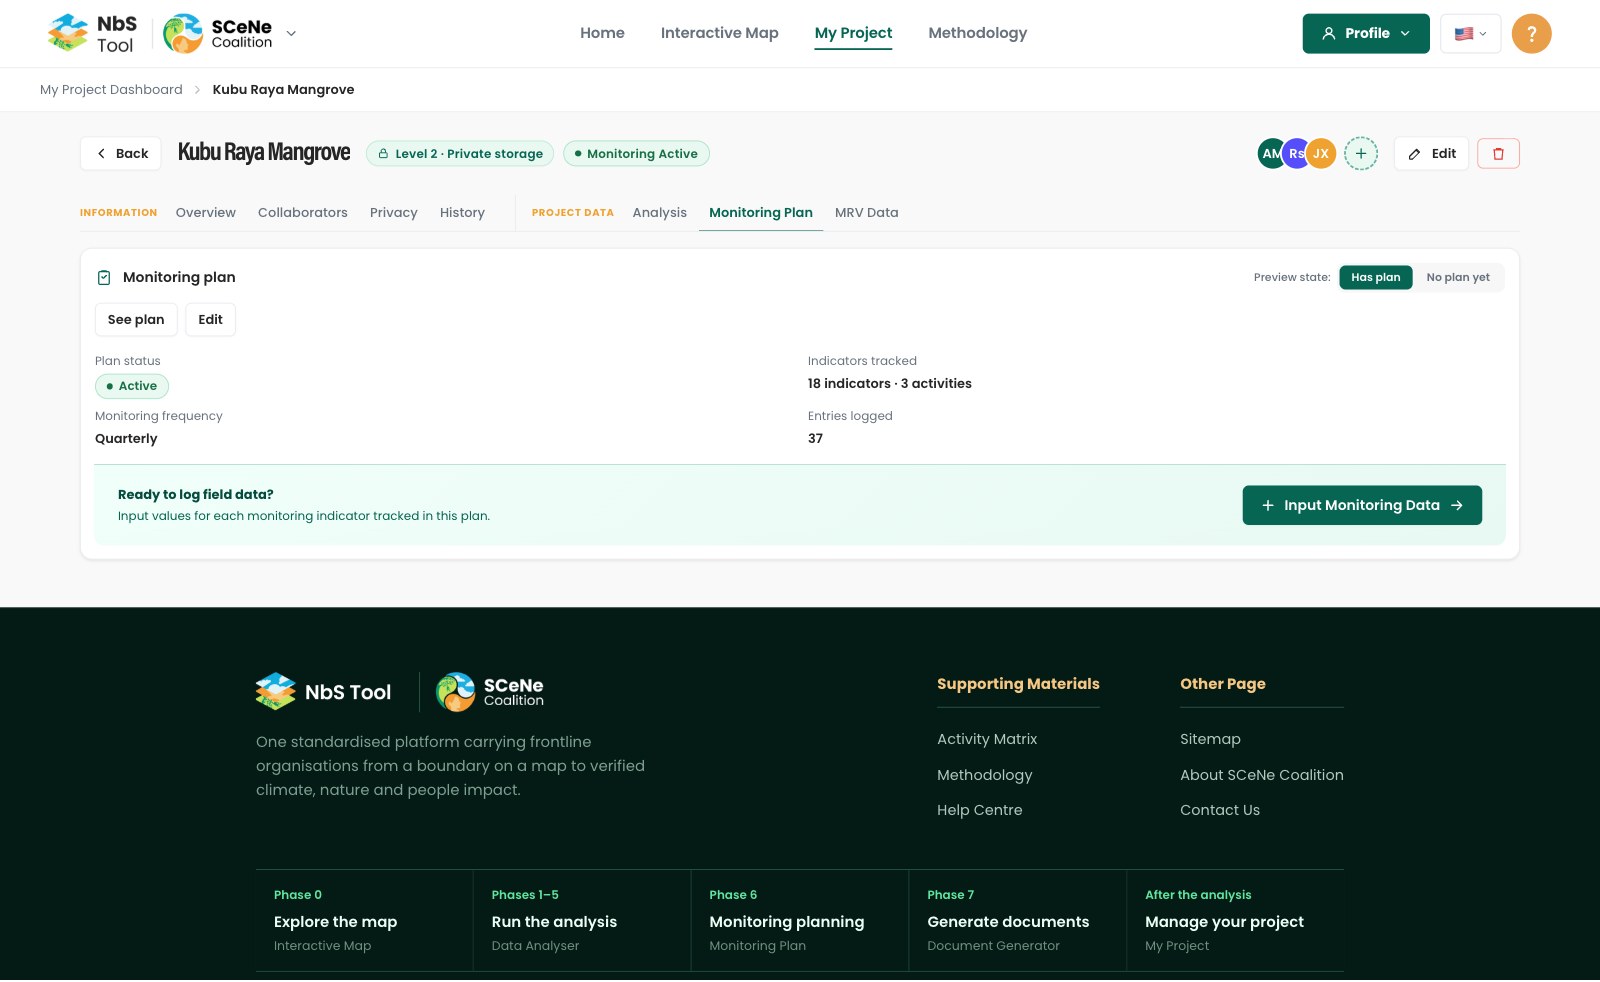 NbS
Tool
SCeNe
Coalition
Home
Interactive Map
My Project
Methodology
Profile
?
My Project Dashboard
Kubu Raya Mangrove
Back
Kubu Raya Mangrove
Level 2 · Private storage
Monitoring Active
AM
Rs
JX
+
Edit
INFORMATION
Overview
Collaborators
Privacy
History
PROJECT DATA
Analysis
Monitoring Plan
MRV Data
Monitoring plan
Preview state:
Has plan
No plan yet
See plan
Edit
Plan status
Active
Indicators tracked
18 indicators · 3 activities
Monitoring frequency
Quarterly
Entries logged
37
Ready to log field data?
Input values for each monitoring indicator tracked in this plan.
+ Input Monitoring Data →
NbS Tool
SCeNe
Coalition
One standardised platform carrying frontline
organisations from a boundary on a map to verified
climate, nature and people impact.
Supporting Materials
Activity Matrix
Methodology
Help Centre
Other Page
Sitemap
About SCeNe Coalition
Contact Us
Phase 0
Explore the map
Interactive Map
Phases 1–5
Run the analysis
Data Analyser
Phase 6
Monitoring planning
Monitoring Plan
Phase 7
Generate documents
Document Generator
After the analysis
Manage your project
My Project